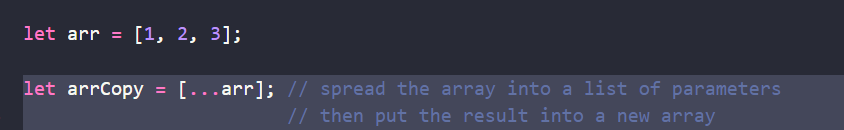 let arr = [1, 2, 3];
let arrCopy = [...arr]; // spread the array into a list of parameters
// then put the result into a new array